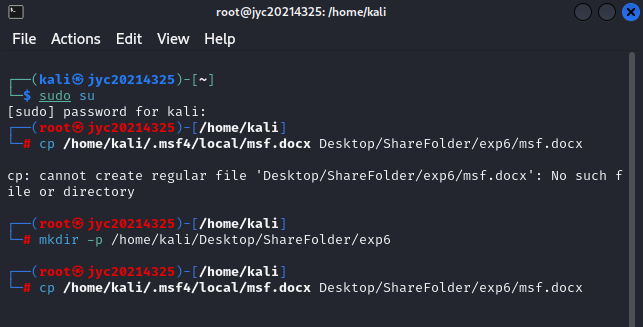 root@jyc20214325: /home/kali
File Actions Edit View Help
┌──(kali㉿jyc20214325)-[~]
└─$ sudo su
[sudo] password for kali:
┌──(root㉿jyc20214325)-[/home/kali]
└─# cp /home/kali/.msf4/local/msf.docx Desktop/ShareFolder/exp6/msf.docx
cp: cannot create regular file 'Desktop/ShareFolder/exp6/msf.docx': No such f
ile or directory
┌──(root㉿jyc20214325)-[/home/kali]
└─# mkdir -p /home/kali/Desktop/ShareFolder/exp6
┌──(root㉿jyc20214325)-[/home/kali]
└─# cp /home/kali/.msf4/local/msf.docx Desktop/ShareFolder/exp6/msf.docx